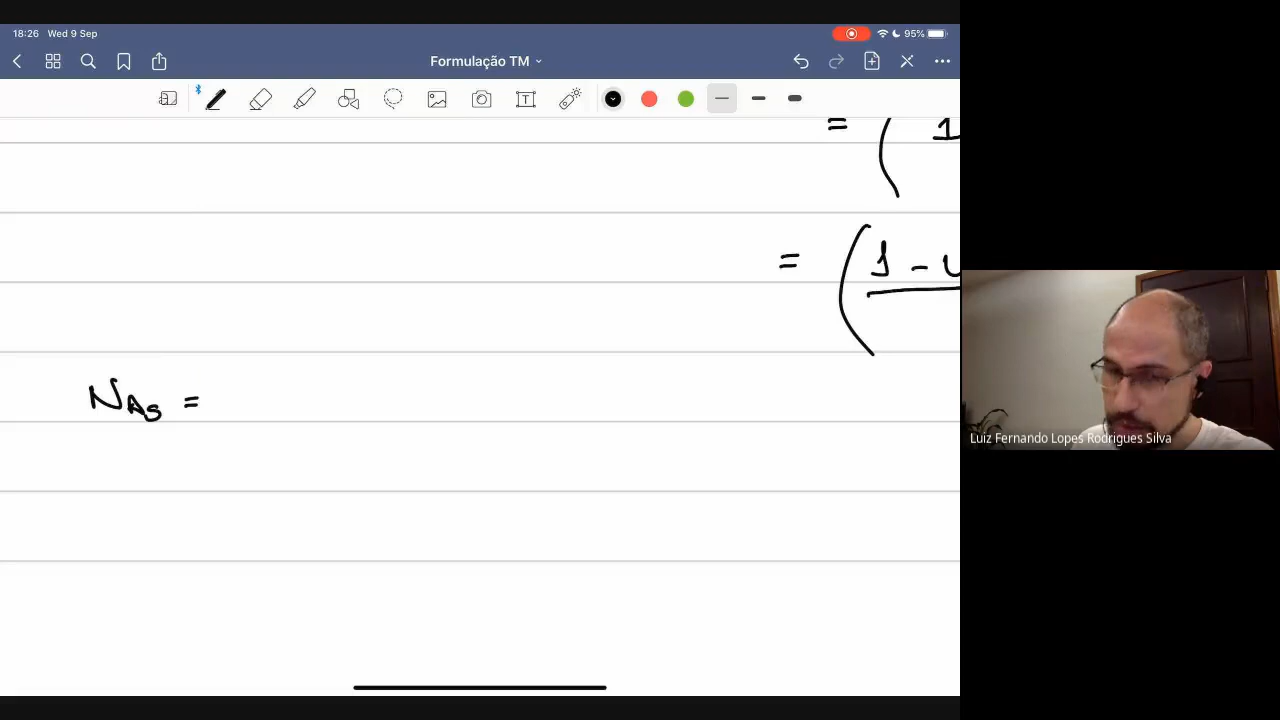 18:26 Wed 9 Sep 95%
Formulação TM
T
= ( 1
= ( 1 -
N_AS =
Luiz Fernando Lopes Rodrigues Silva